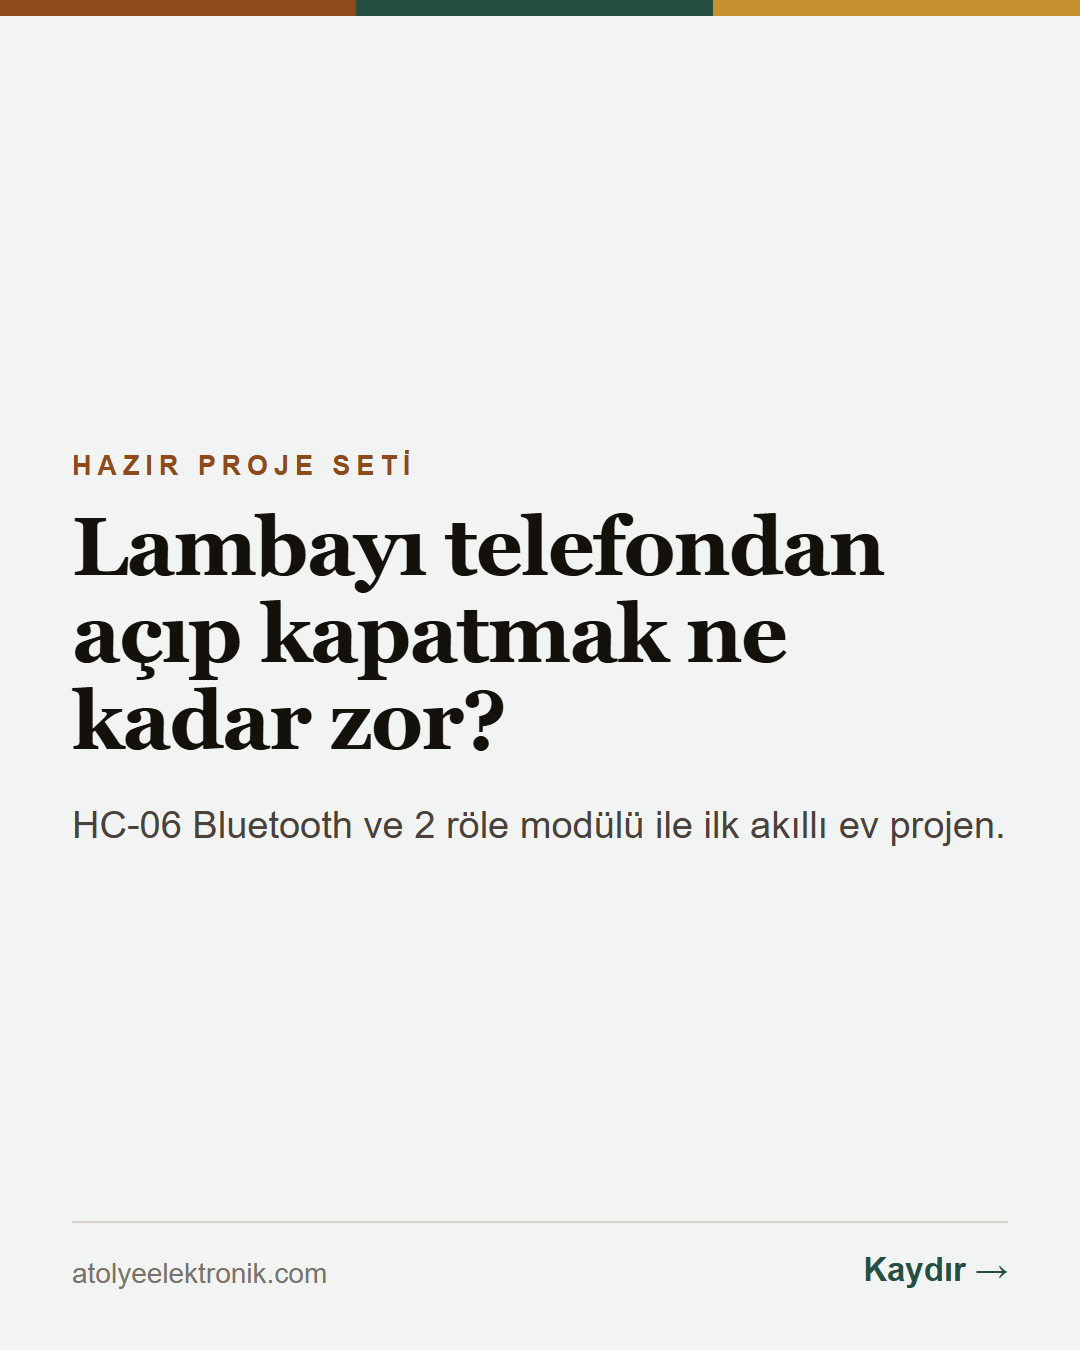 HAZIR PROJE SETİ
Lambayı telefondan
açıp kapatmak ne
kadar zor?
HC-06 Bluetooth ve 2 röle modülü ile ilk akıllı ev projen.
atolyeelektronik.com
Kaydır →